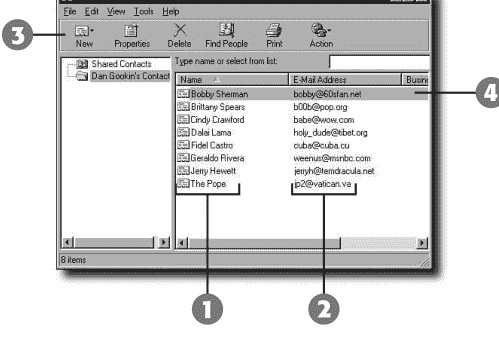 File Edit View Tools Help
3
New Properties Delete Find People Print Action
Shared Contacts
Dan Gookin's Contact
Type name or select from list:
Name E-Mail Address Busin
Bobby Sherman bobby@60sfan.net
4
Brittany Spears b00b@pop.org
Cindy Crawford babe@wow.com
Dalai Lama holy_dude@tibet.org
Fidel Castro cuba@cuba.cu
Geraldo Rivera weenus@msnbc.com
Jerry Hewett jerryh@temdracula.net
The Pope jp2@vatican.va
8 items
1 2